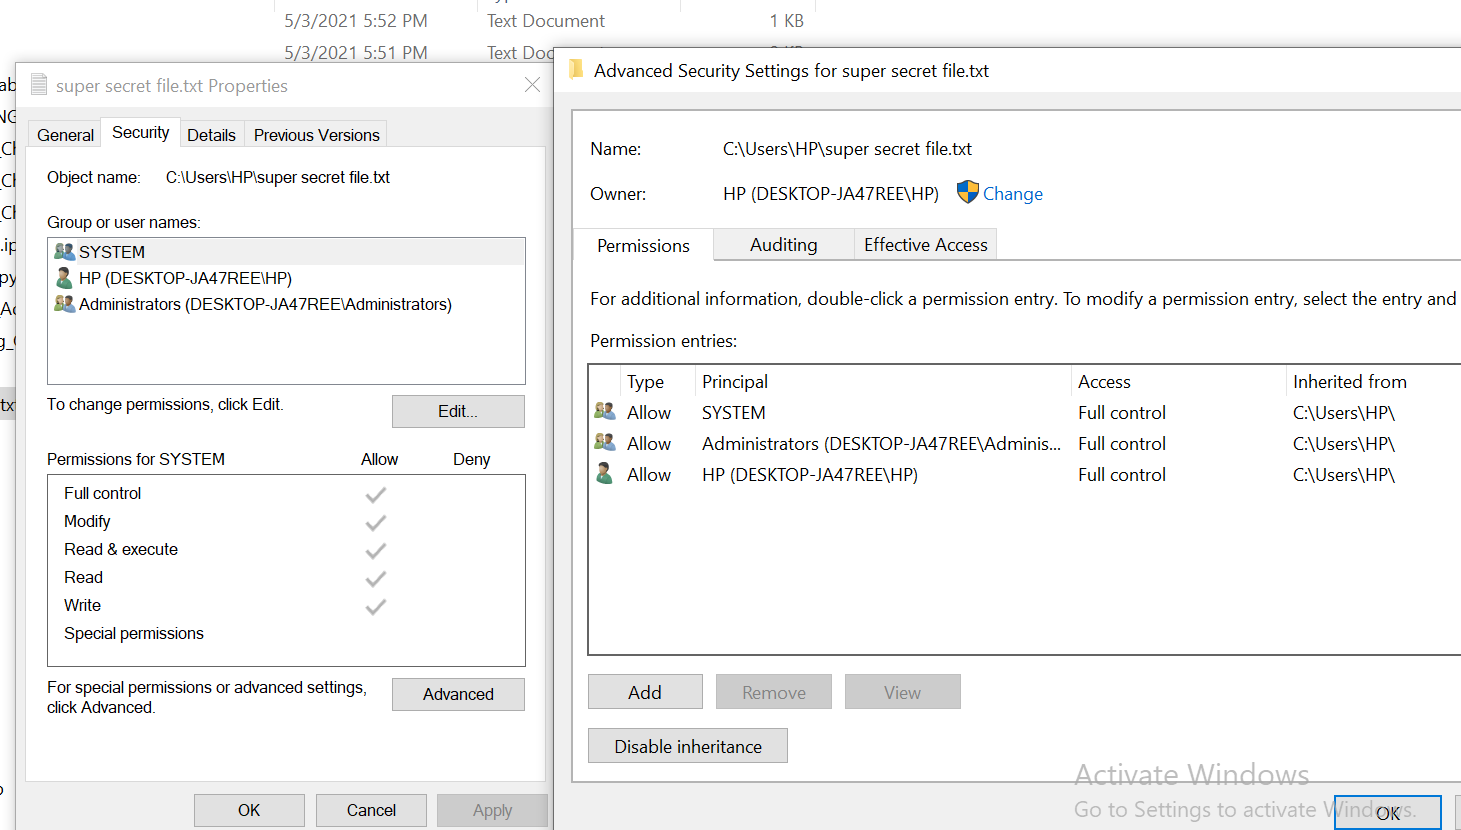 5/3/2021 5:52 PM Text Document 1 KB
5/3/2021 5:51 PM
super secret file.txt Properties
General Security Details Previous Versions
Object name: C:\Users\HP\super secret file.txt
Group or user names:
SYSTEM
HP (DESKTOP-JA47REE\HP)
Administrators (DESKTOP-JA47REE\Administrators)
To change permissions, click Edit.
Edit...
Permissions for SYSTEM Allow Deny
Full control
Modify
Read & execute
Read
Write
Special permissions
For special permissions or advanced settings,
click Advanced.
Advanced
OK Cancel Apply
Advanced Security Settings for super secret file.txt
Name: C:\Users\HP\super secret file.txt
Owner: HP (DESKTOP-JA47REE\HP) Change
Permissions Auditing Effective Access
For additional information, double-click a permission entry. To modify a permission entry, select the entry and
Permission entries:
Type Principal Access Inherited from
Allow SYSTEM Full control C:\Users\HP\
Allow Administrators (DESKTOP-JA47REE\Adminis... Full control C:\Users\HP\
Allow HP (DESKTOP-JA47REE\HP) Full control C:\Users\HP\
Add Remove View
Disable inheritance
Activate Windows
Go to Settings to activate Windows.
OK